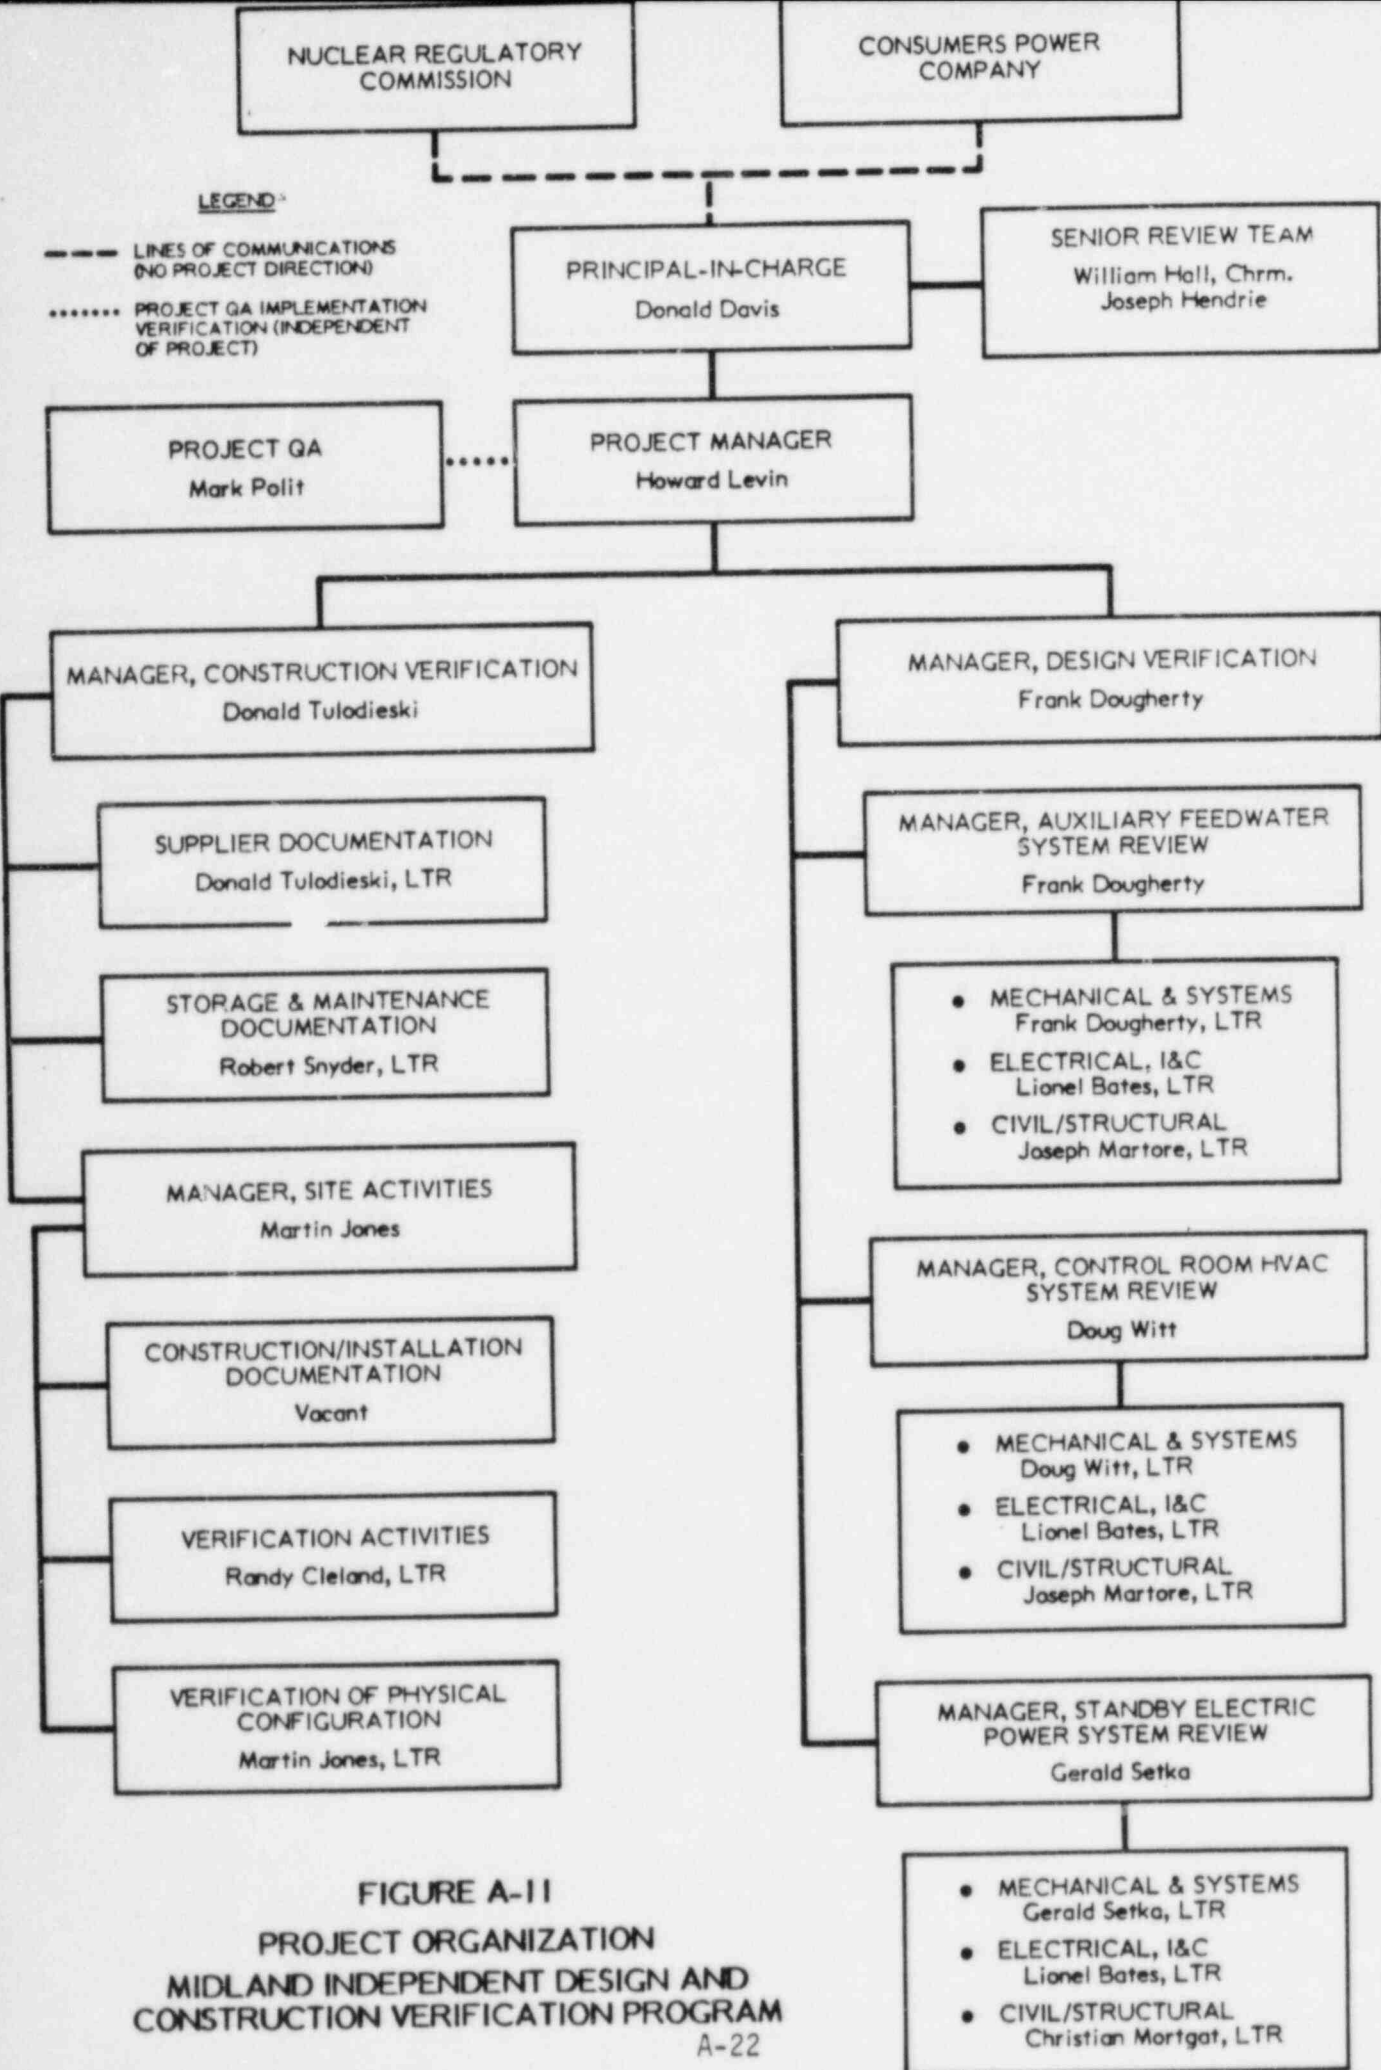 NUCLEAR REGULATORY
COMMISSION
CONSUMERS POWER
COMPANY
LEGEND
LINES OF COMMUNICATIONS
(NO PROJECT DIRECTION)
PROJECT QA IMPLEMENTATION
VERIFICATION (INDEPENDENT
OF PROJECT)
PRINCIPAL-IN-CHARGE
Donald Davis
SENIOR REVIEW TEAM
William Hall, Chrm.
Joseph Hendrie
PROJECT QA
Mark Polit
PROJECT MANAGER
Howard Levin
MANAGER, CONSTRUCTION VERIFICATION
Donald Tulodieski
SUPPLIER DOCUMENTATION
Donald Tulodieski, LTR
STORAGE & MAINTENANCE
DOCUMENTATION
Robert Snyder, LTR
MANAGER, SITE ACTIVITIES
Martin Jones
CONSTRUCTION/INSTALLATION
DOCUMENTATION
Vacant
VERIFICATION ACTIVITIES
Randy Cleland, LTR
VERIFICATION OF PHYSICAL
CONFIGURATION
Martin Jones, LTR
MANAGER, DESIGN VERIFICATION
Frank Dougherty
MANAGER, AUXILIARY FEEDWATER
SYSTEM REVIEW
Frank Dougherty
• MECHANICAL & SYSTEMS
Frank Dougherty, LTR
• ELECTRICAL, I&C
Lionel Bates, LTR
• CIVIL/STRUCTURAL
Joseph Martore, LTR
MANAGER, CONTROL ROOM HVAC
SYSTEM REVIEW
Doug Witt
• MECHANICAL & SYSTEMS
Doug Witt, LTR
• ELECTRICAL, I&C
Lionel Bates, LTR
• CIVIL/STRUCTURAL
Joseph Martore, LTR
MANAGER, STANDBY ELECTRIC
POWER SYSTEM REVIEW
Gerald Setka
• MECHANICAL & SYSTEMS
Gerald Setka, LTR
• ELECTRICAL, I&C
Lionel Bates, LTR
• CIVIL/STRUCTURAL
Christian Mortgat, LTR
FIGURE A-11
PROJECT ORGANIZATION
MIDLAND INDEPENDENT DESIGN AND
CONSTRUCTION VERIFICATION PROGRAM
A-22